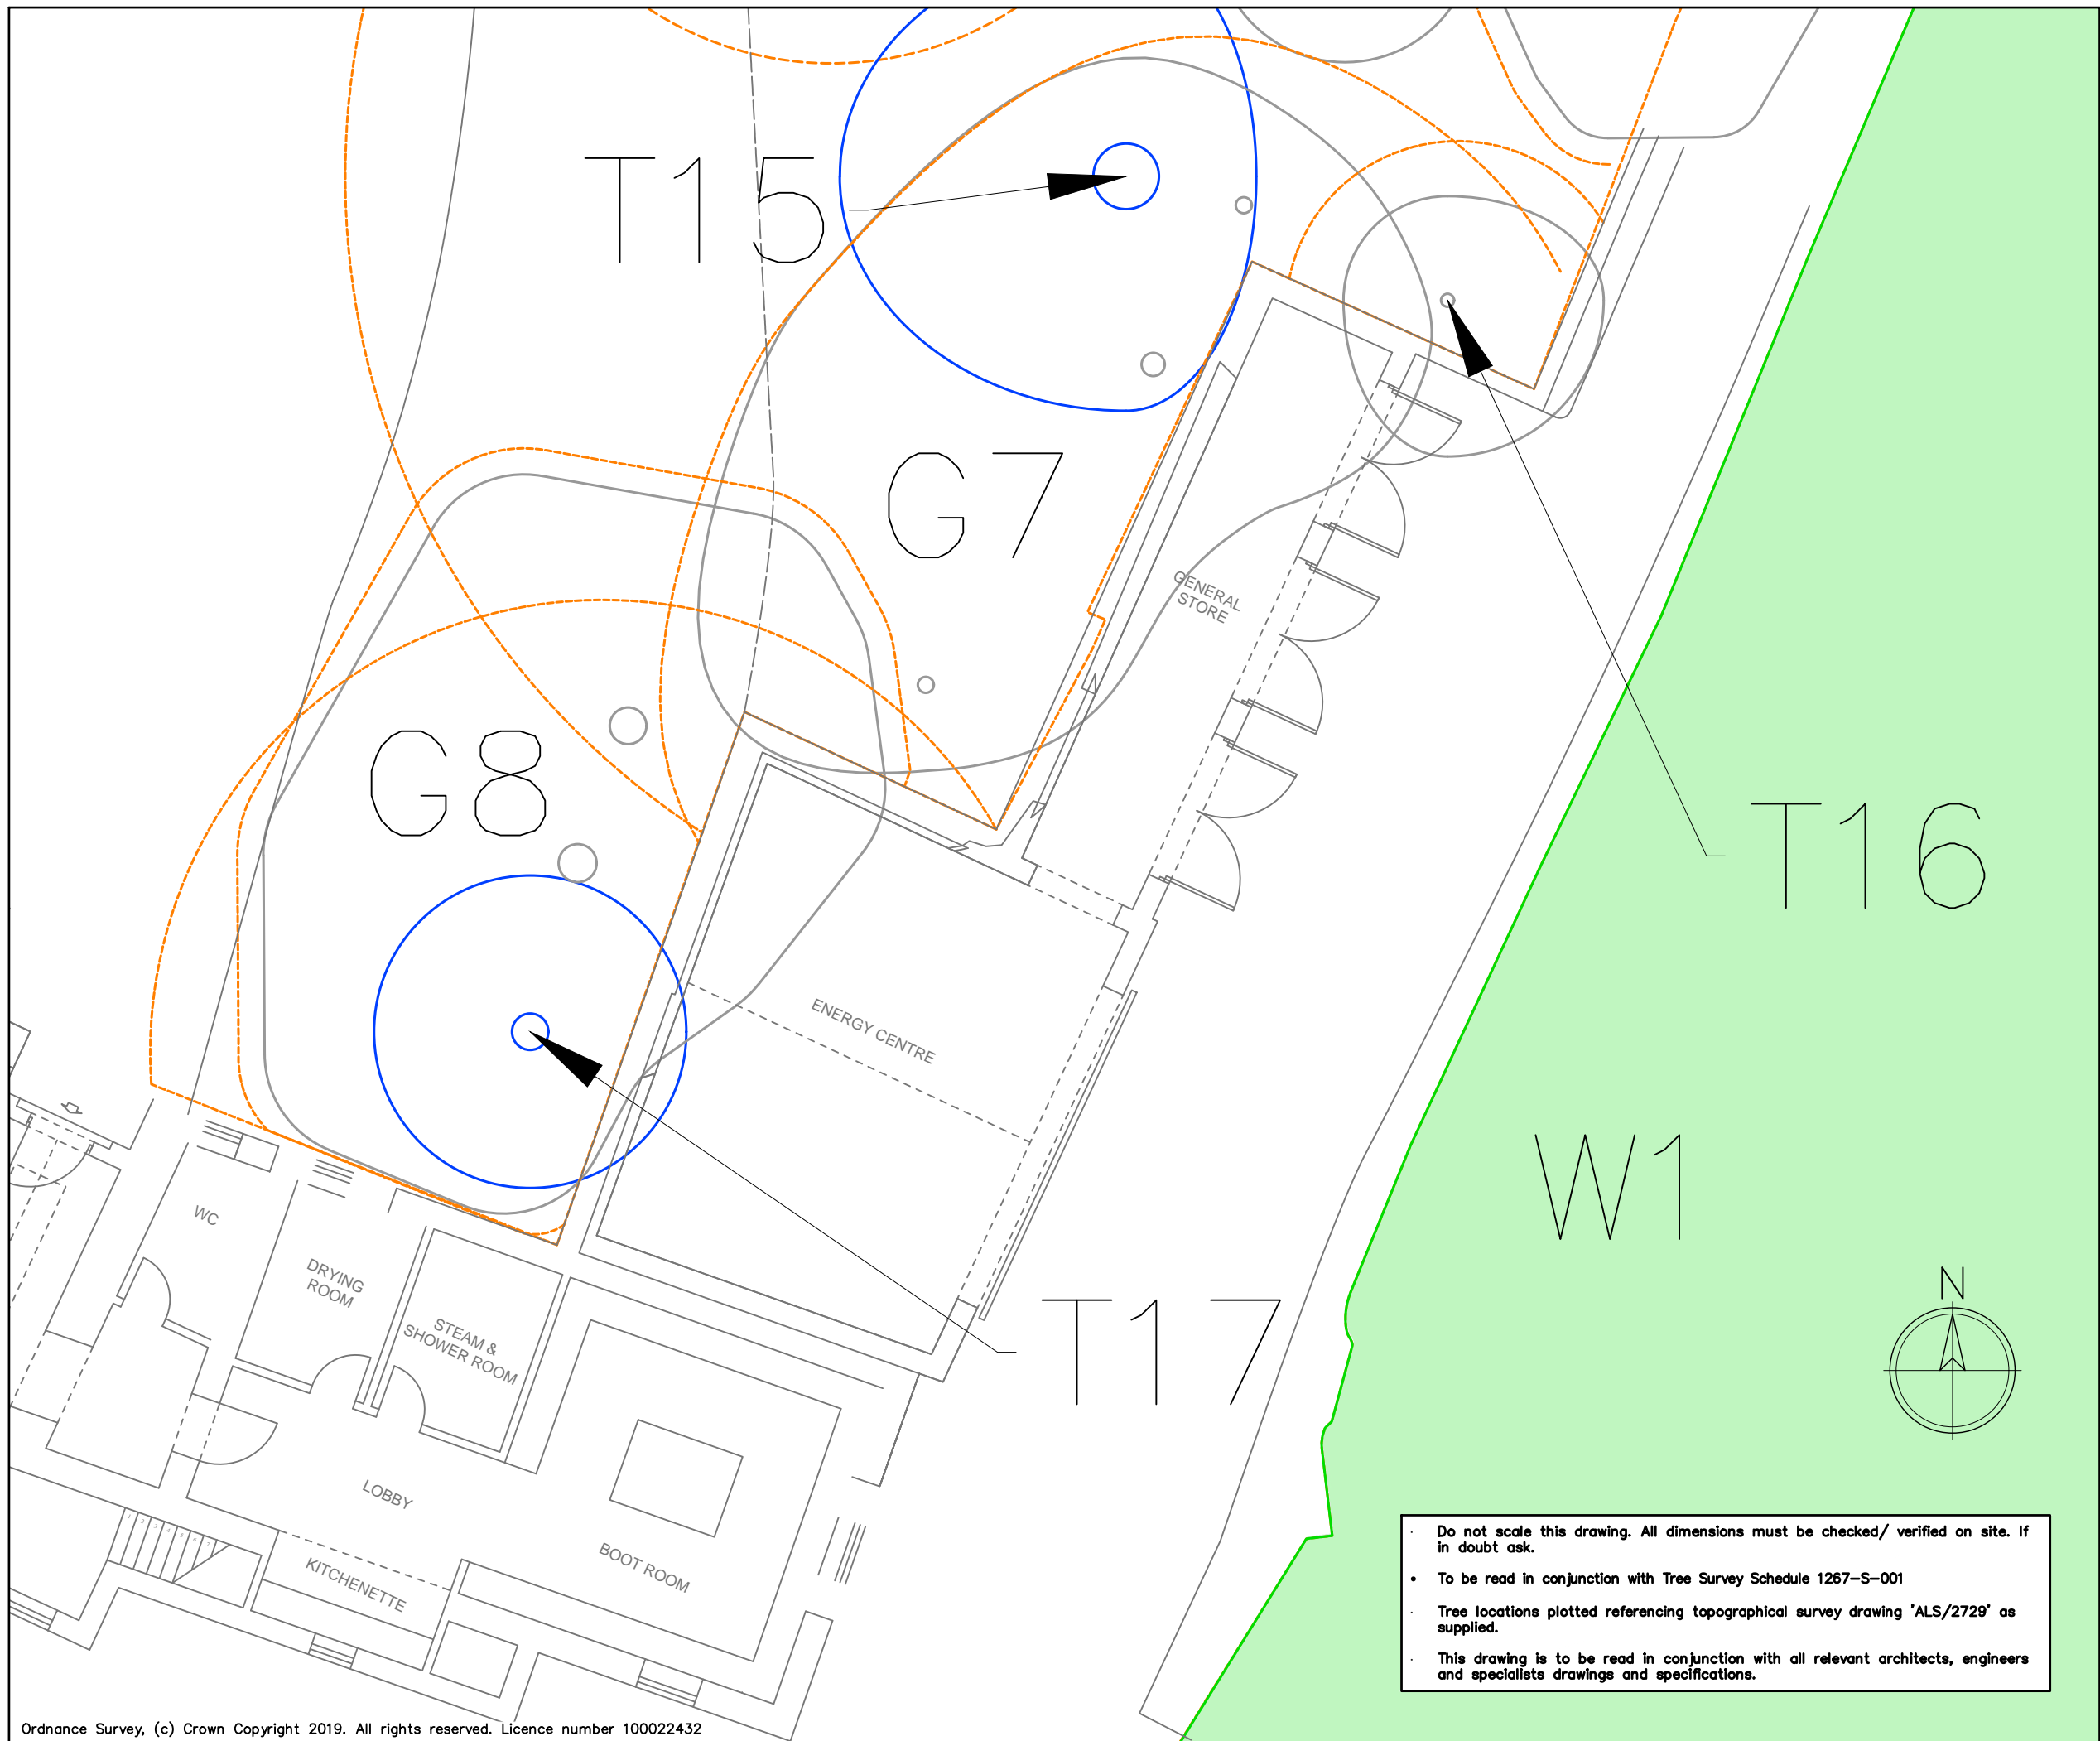 T15
G7
GENERAL
STORE
G8
T16
ENERGY CENTRE
W1
WC
DRYING
ROOM
STEAM &
SHOWER ROOM
T17
N
LOBBY
KITCHENETTE
BOOT ROOM
· Do not scale this drawing. All dimensions must be checked/ verified on site. If
in doubt ask.
• To be read in conjunction with Tree Survey Schedule 1267-S-001
· Tree locations plotted referencing topographical survey drawing 'ALS/2729' as
supplied.
· This drawing is to be read in conjunction with all relevant architects, engineers
and specialists drawings and specifications.
Ordnance Survey, (c) Crown Copyright 2019. All rights reserved. Licence number 100022432